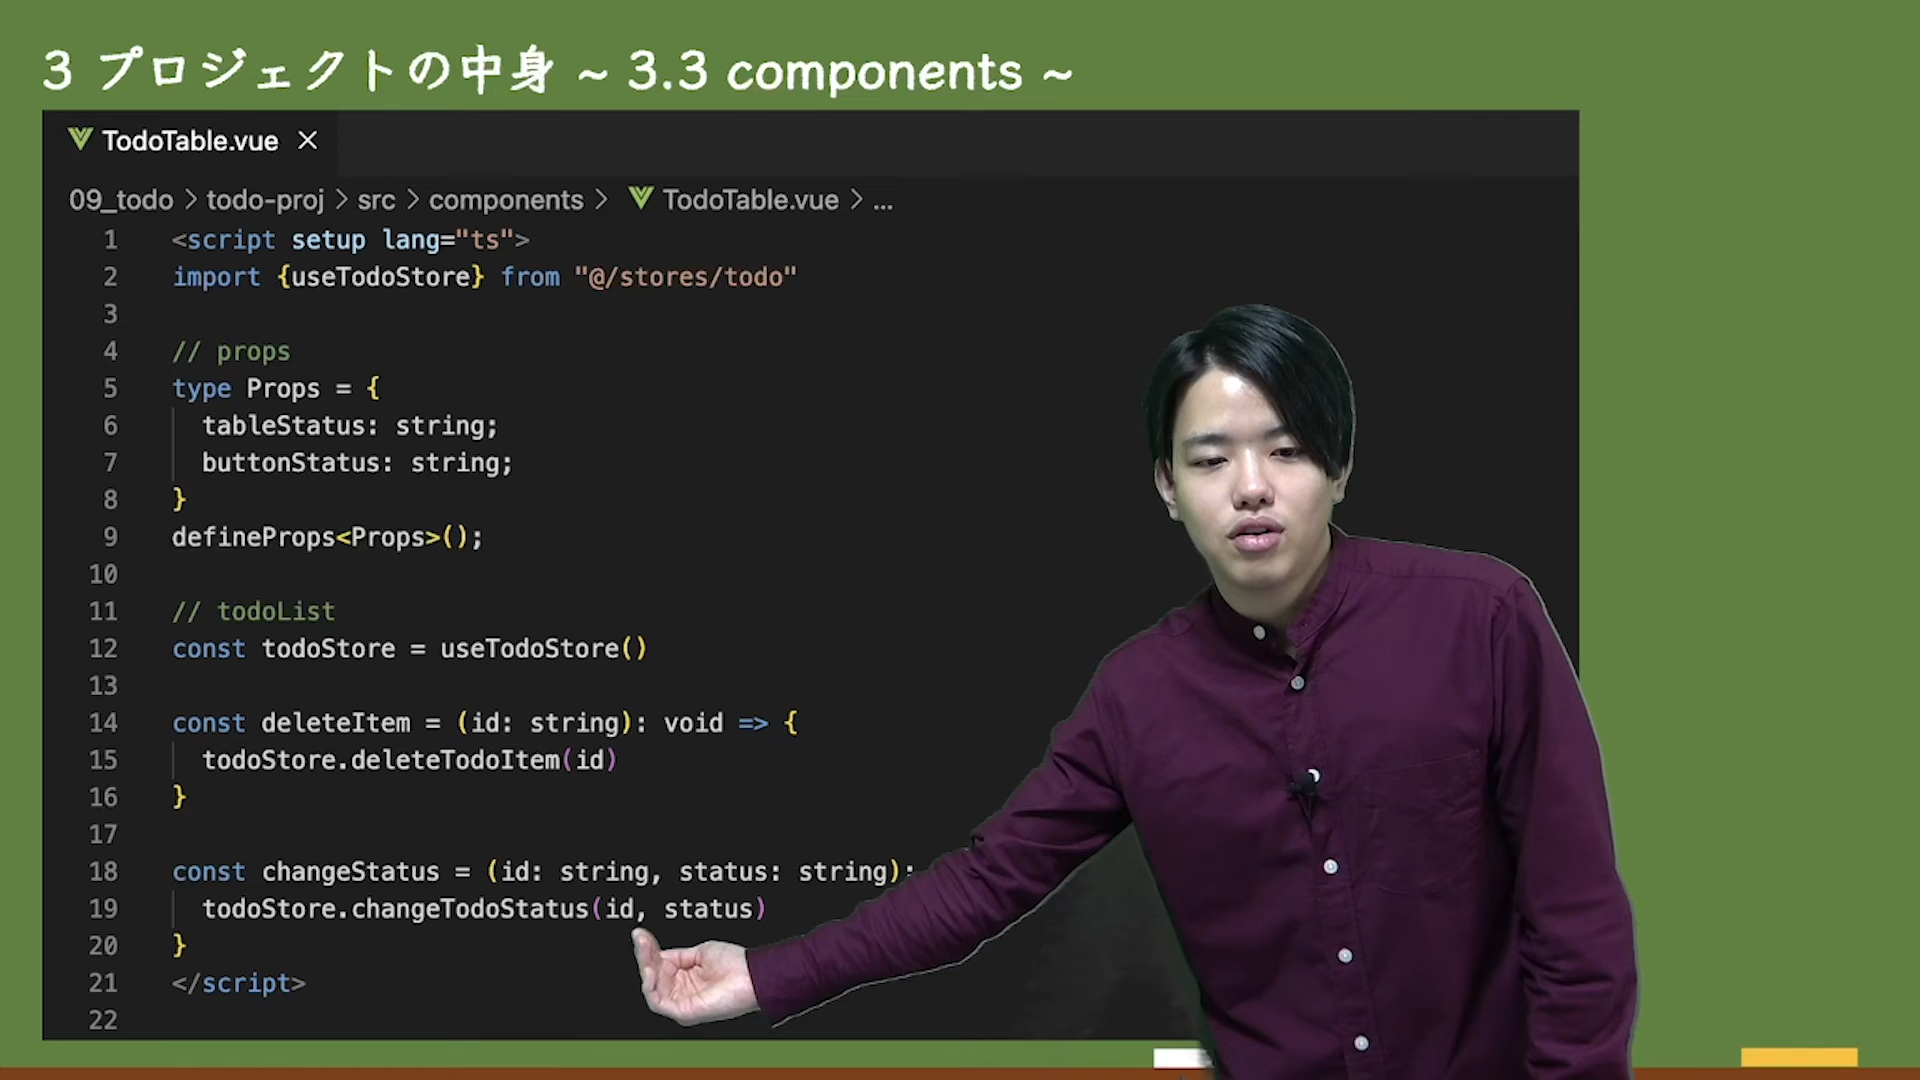 3 プロジェクトの中身 ~ 3.3 components ~
TodoTable.vue ×
09_todo > todo-proj > src > components > TodoTable.vue > ...
1 <script setup lang="ts">
2 import {useTodoStore} from "@/stores/todo"
3
4 // props
5 type Props = {
6 tableStatus: string;
7 buttonStatus: string;
8 }
9 defineProps<Props>();
10
11 // todoList
12 const todoStore = useTodoStore()
13
14 const deleteItem = (id: string): void => {
15 todoStore.deleteTodoItem(id)
16 }
17
18 const changeStatus = (id: string, status: string):
19 todoStore.changeTodoStatus(id, status)
20 }
21 </script>
22